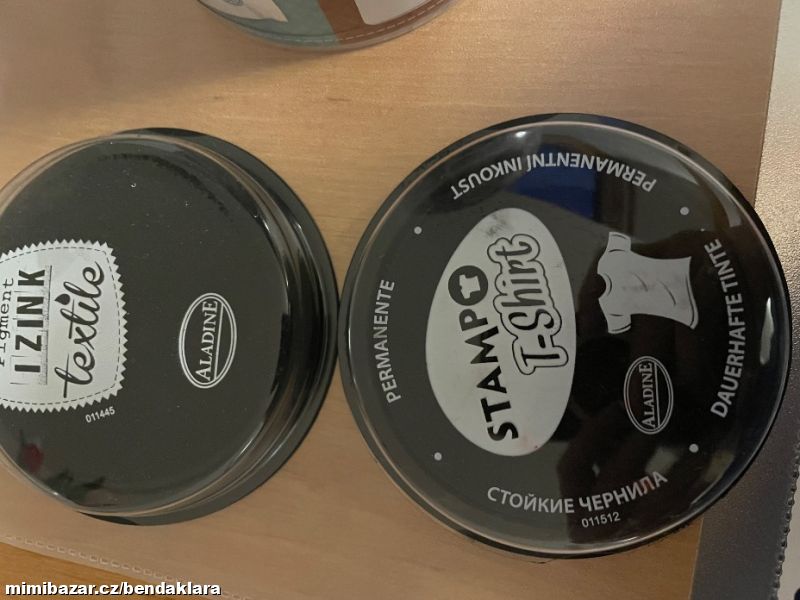 Pigment
IZINK
textile
011445
ALADINE
PERMANENTNÍ INKOUST
PERMANENTE
STAMPO
T-Shirt
ALADINE
DAUERHAFTE TINTE
СТОЙКИЕ ЧЕРНИЛА
011512
mimibazar.cz/bendaklara